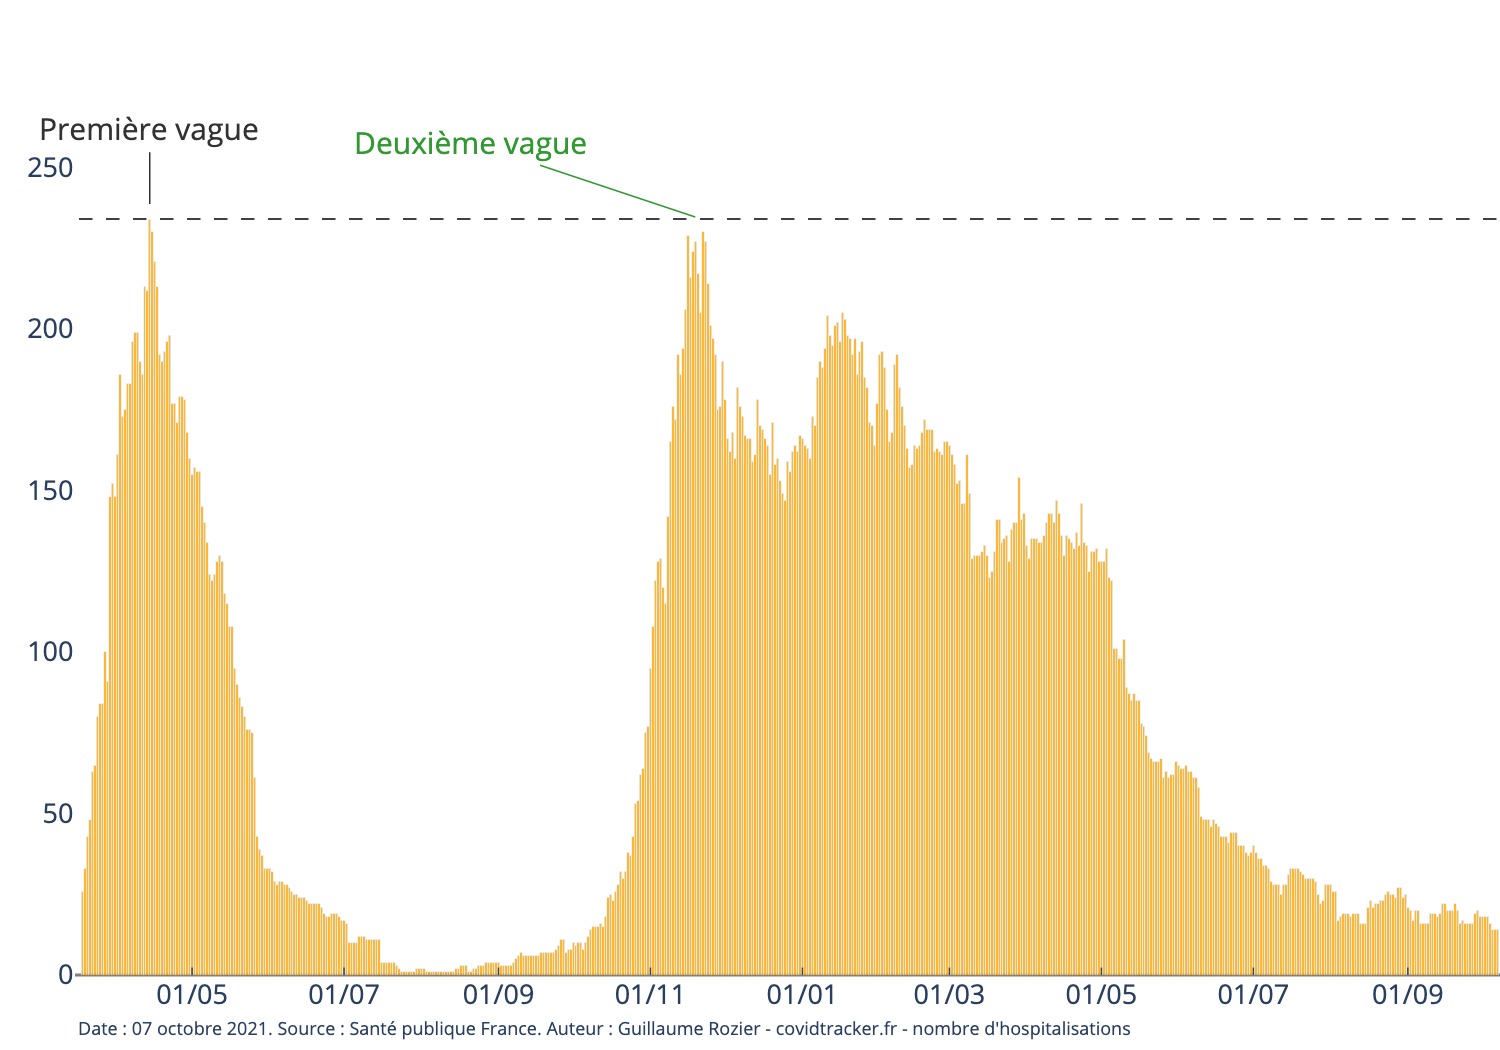 Première vague
Deuxième vague
250
200
150
100
50
0
01/05 01/07 01/09 01/11 01/01 01/03 01/05 01/07 01/09
Date : 07 octobre 2021. Source : Santé publique France. Auteur : Guillaume Rozier - covidtracker.fr - nombre d'hospitalisations